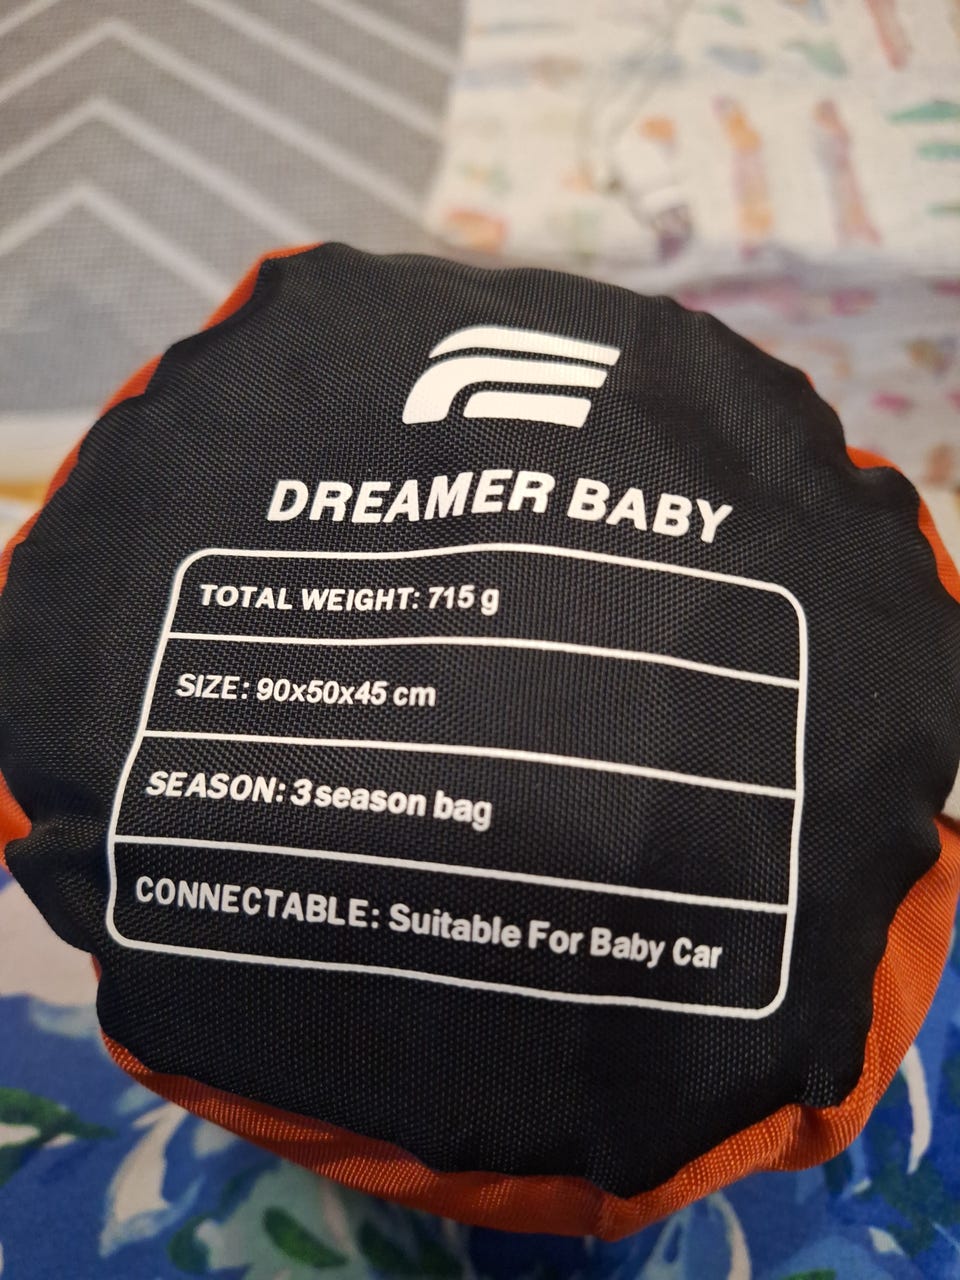 DREAMER BABY
TOTAL WEIGHT: 715 g
SIZE: 90x50x45 cm
SEASON: 3 season bag
CONNECTABLE: Suitable For Baby Car